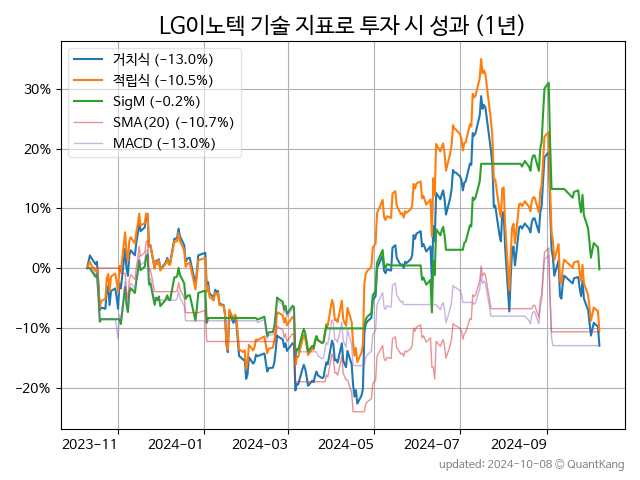 LG이노텍 기술 지표로 투자 시 성과 (1년)
거치식 (−13.0%)
적립식 (−10.5%)
SigM (−0.2%)
SMA(20) (−10.7%)
MACD (−13.0%)
30%
20%
10%
0%
−10%
−20%
2023-11 2024-01 2024-03 2024-05 2024-07 2024-09
updated: 2024-10-08 ⓒ QuantKang